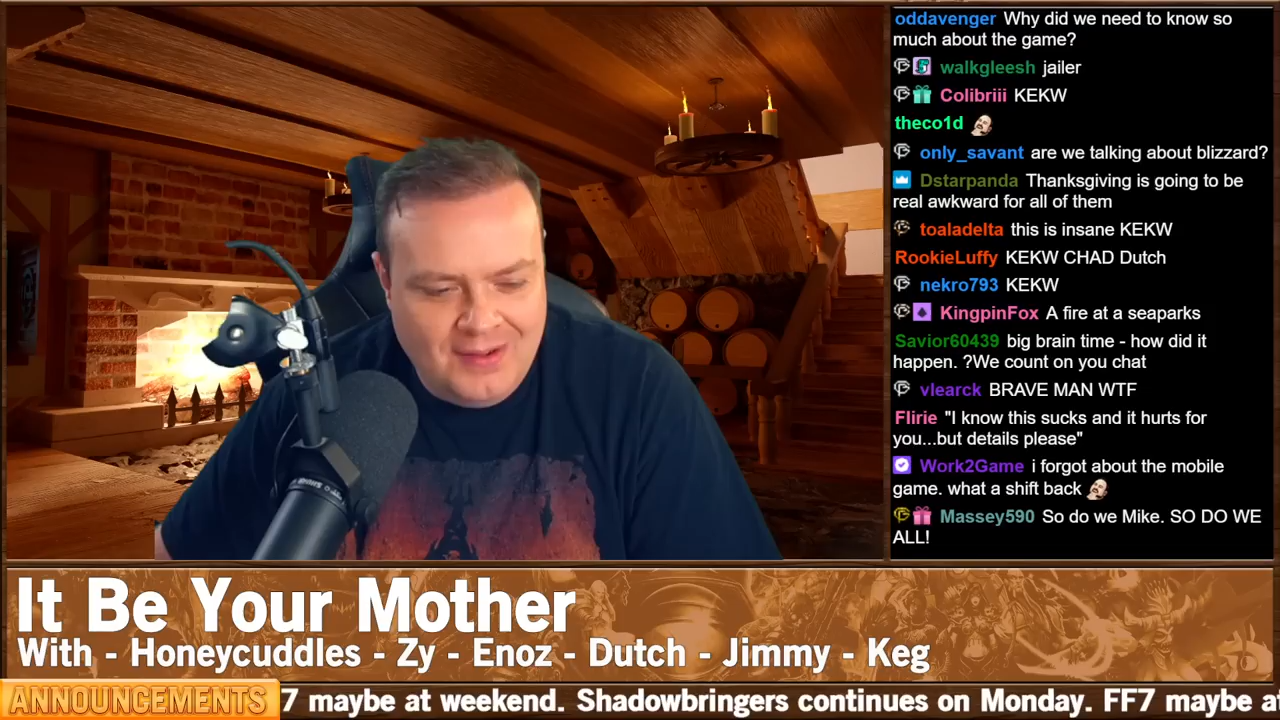 oddavenger Why did we need to know so
much about the game?
walkgleesh jailer
Colibriii KEKW
theco1d
only_savant are we talking about blizzard?
Dstarpanda Thanksgiving is going to be
real awkward for all of them
toaladelta this is insane KEKW
RookieLuffy KEKW CHAD Dutch
nekro793 KEKW
KingpinFox A fire at a seaparks
Savior60439 big brain time - how did it
happen. ?We count on you chat
vlearck BRAVE MAN WTF
Flirie "I know this sucks and it hurts for
you...but details please"
Work2Game i forgot about the mobile
game. what a shift back
Massey590 So do we Mike. SO DO WE
ALL!
It Be Your Mother
With - Honeycuddles - Zy - Enoz - Dutch - Jimmy - Keg
ANNOUNCEMENTS 7 maybe at weekend. Shadowbringers continues on Monday. FF7 maybe a